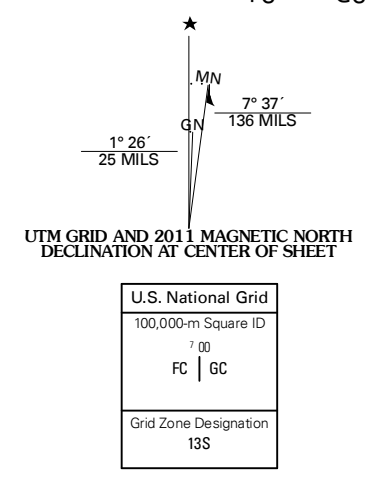 MN
7° 37´
136 MILS
GN
1° 26´
25 MILS
UTM GRID AND 2011 MAGNETIC NORTH
DECLINATION AT CENTER OF SHEET
U.S. National Grid
100,000-m Square ID
7 00
FC GC
Grid Zone Designation
13S